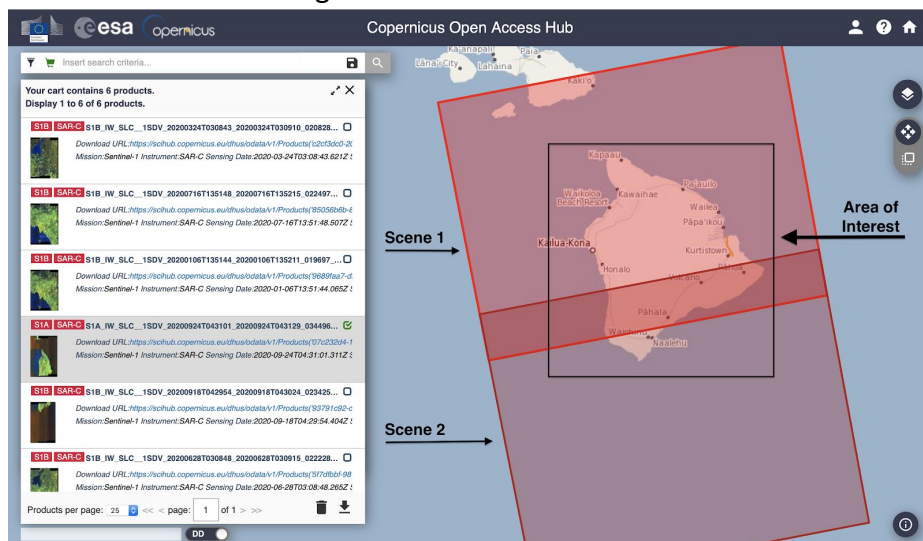 esa
opernicus
Copernicus Open Access Hub
Insert search criteria...
Your cart contains 6 products.
Display 1 to 6 of 6 products.
S1B SAR-C S1B_IW_SLC__1SDV_20200324T030843_20200324T030910_020828...
Download URL:https://scihub.copernicus.eu/dhus/odata/v1/Products('c2cf3dc0-20
Mission:Sentinel-1 Instrument:SAR-C Sensing Date:2020-03-24T03:08:43.621Z S
S1B SAR-C S1B_IW_SLC__1SDV_20200716T135148_20200716T135215_022497...
Download URL:https://scihub.copernicus.eu/dhus/odata/v1/Products('85056b6b-8
Mission:Sentinel-1 Instrument:SAR-C Sensing Date:2020-07-16T13:51:48.507Z S
S1B SAR-C S1B_IW_SLC__1SDV_20200106T135144_20200106T135211_019697_...
Download URL:https://scihub.copernicus.eu/dhus/odata/v1/Products('9689faa7-d
Mission:Sentinel-1 Instrument:SAR-C Sensing Date:2020-01-06T13:51:44.065Z S
S1A SAR-C S1A_IW_SLC__1SDV_20200924T043101_20200924T043129_034496...
Download URL:https://scihub.copernicus.eu/dhus/odata/v1/Products('07c232d4-1
Mission:Sentinel-1 Instrument:SAR-C Sensing Date:2020-09-24T04:31:01.311Z S
S1B SAR-C S1B_IW_SLC__1SDV_20200918T042954_20200918T043024_023425...
Download URL:https://scihub.copernicus.eu/dhus/odata/v1/Products('93791c92-c
Mission:Sentinel-1 Instrument:SAR-C Sensing Date:2020-09-18T04:29:54.404Z S
S1B SAR-C S1B_IW_SLC__1SDV_20200628T030848_20200628T030915_022228...
Download URL:https://scihub.copernicus.eu/dhus/odata/v1/Products('5f7dfbbf-98
Mission:Sentinel-1 Instrument:SAR-C Sensing Date:2020-06-28T03:08:48.265Z S
Products per page: 25 << < page: 1 of 1 > >>
DD
Ka'anapali
Paia
Lāna'i City
Lahaina
Kaki'o
Kapaau
Waikoloa
Beach Resort
Kawaihae
Pa'auilo
Wailea
Pāpa'ikou
Kailua-Kona
Kurtistown
Honalo
Pāhoa
Volcano
Pāhala
Waiohinu
Naalehu
Scene 1
Area of
Interest
Scene 2